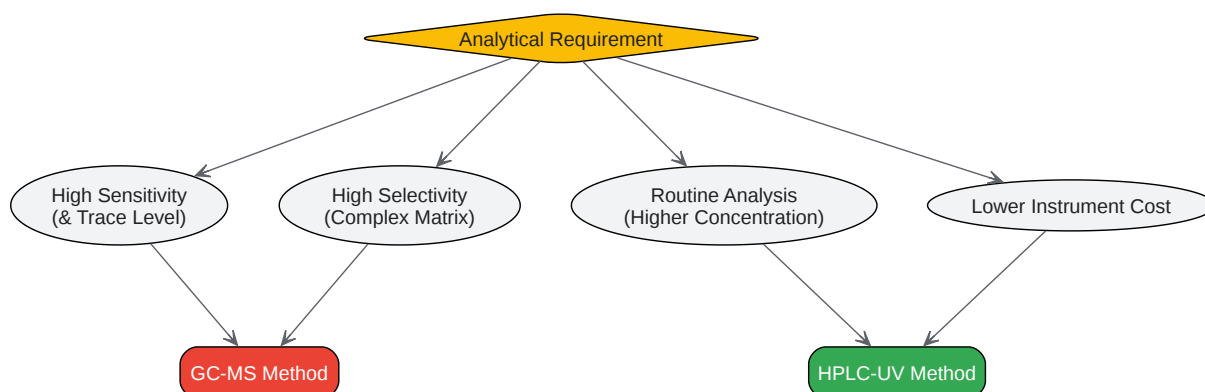 Analytical Requirement
High Sensitivity
(& Trace Level)
High Selectivity
(Complex Matrix)
Routine Analysis
(Higher Concentration)
Lower Instrument Cost
GC-MS Method
HPLC-UV Method